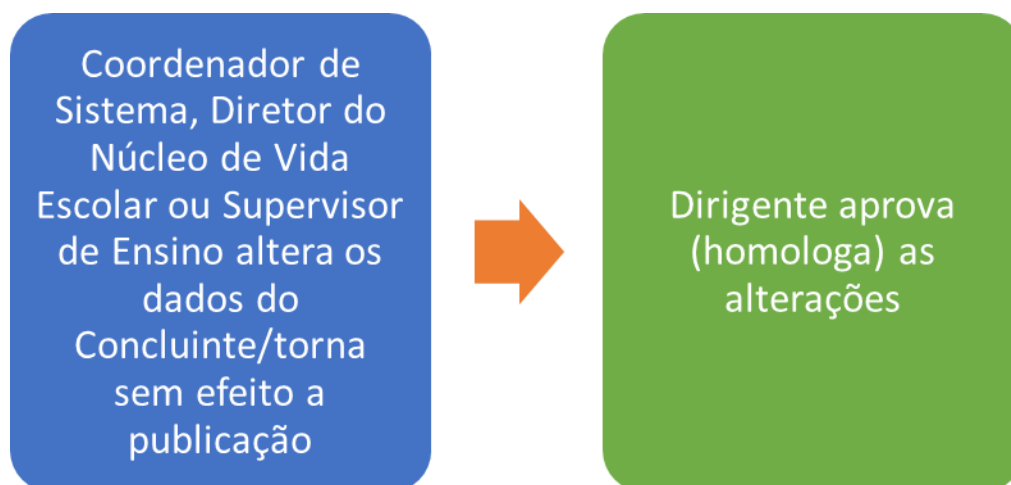 Coordenador de
Sistema, Diretor do
Núcleo de Vida
Escolar ou Supervisor
de Ensino altera os
dados do
Concluinte/torna
sem efeito a
publicação
Dirigente aprova
(homologa) as
alterações